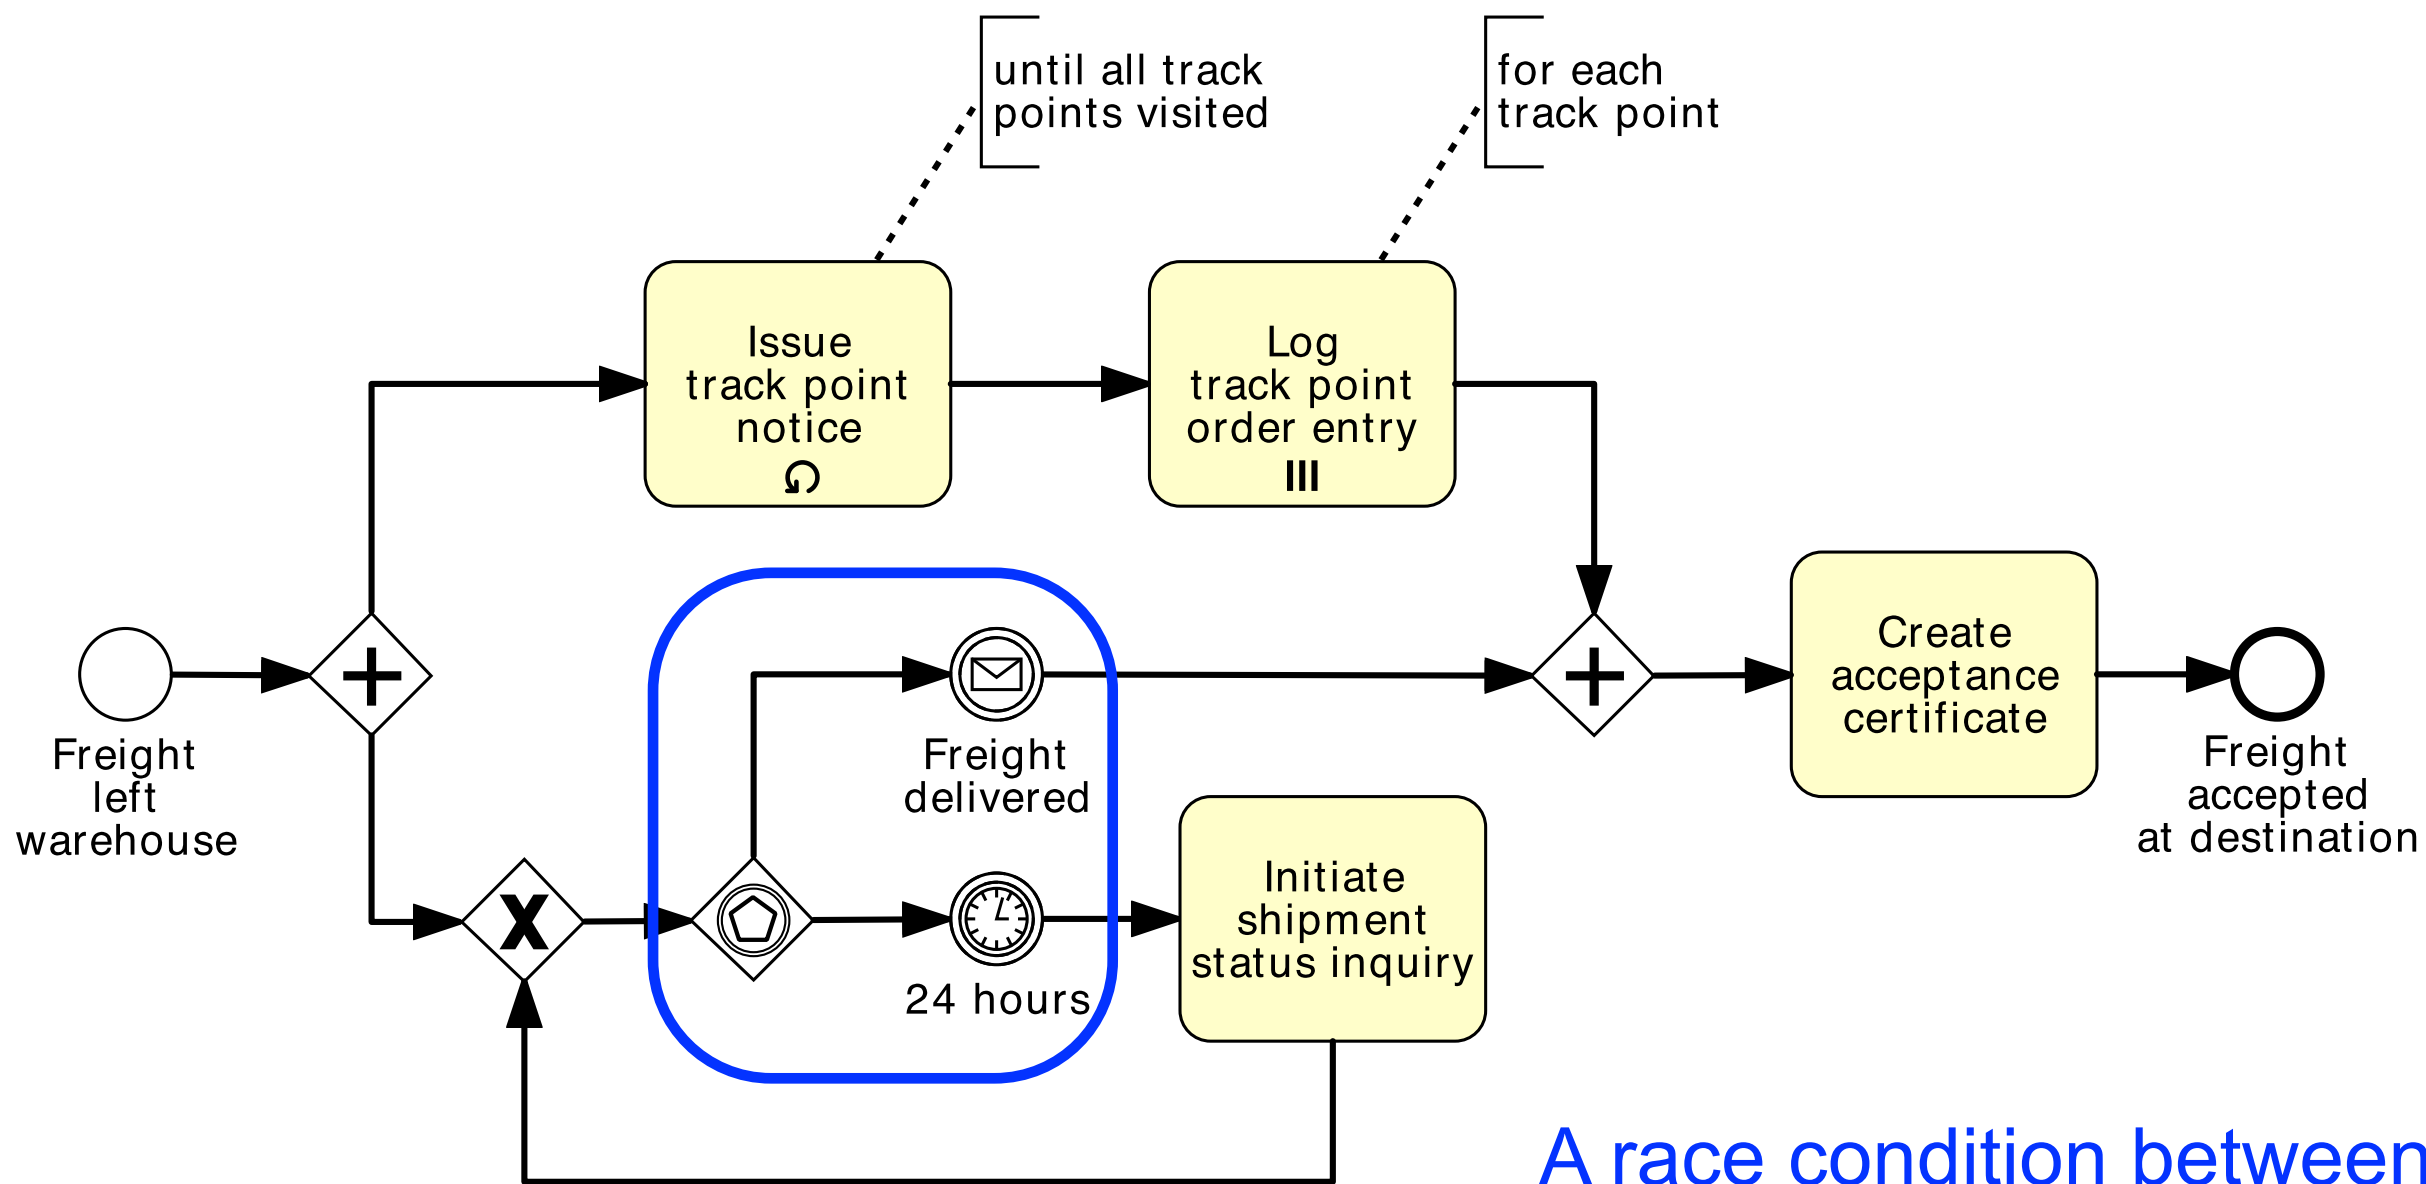 until all track
points visited
for each
track point
Issue
track point
notice
Log
track point
order entry
Freight
left
warehouse
Freight
delivered
24 hours
Initiate
shipment
status inquiry
Create
acceptance
certificate
Freight
accepted
at destination
A race condition between